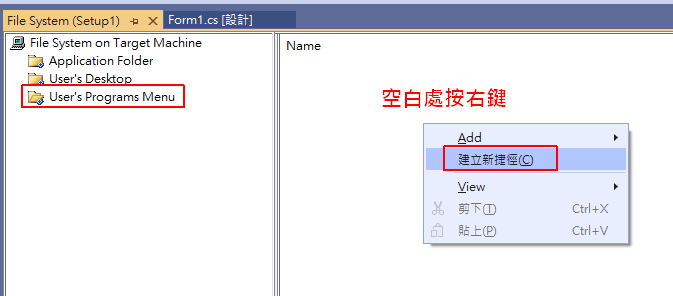 File System (Setup1)
Form1.cs [設計]
File System on Target Machine
Application Folder
User's Desktop
User's Programs Menu
Name
空白處按右鍵
Add
建立新捷徑(C)
View
剪下(T) Ctrl+X
貼上(P) Ctrl+V